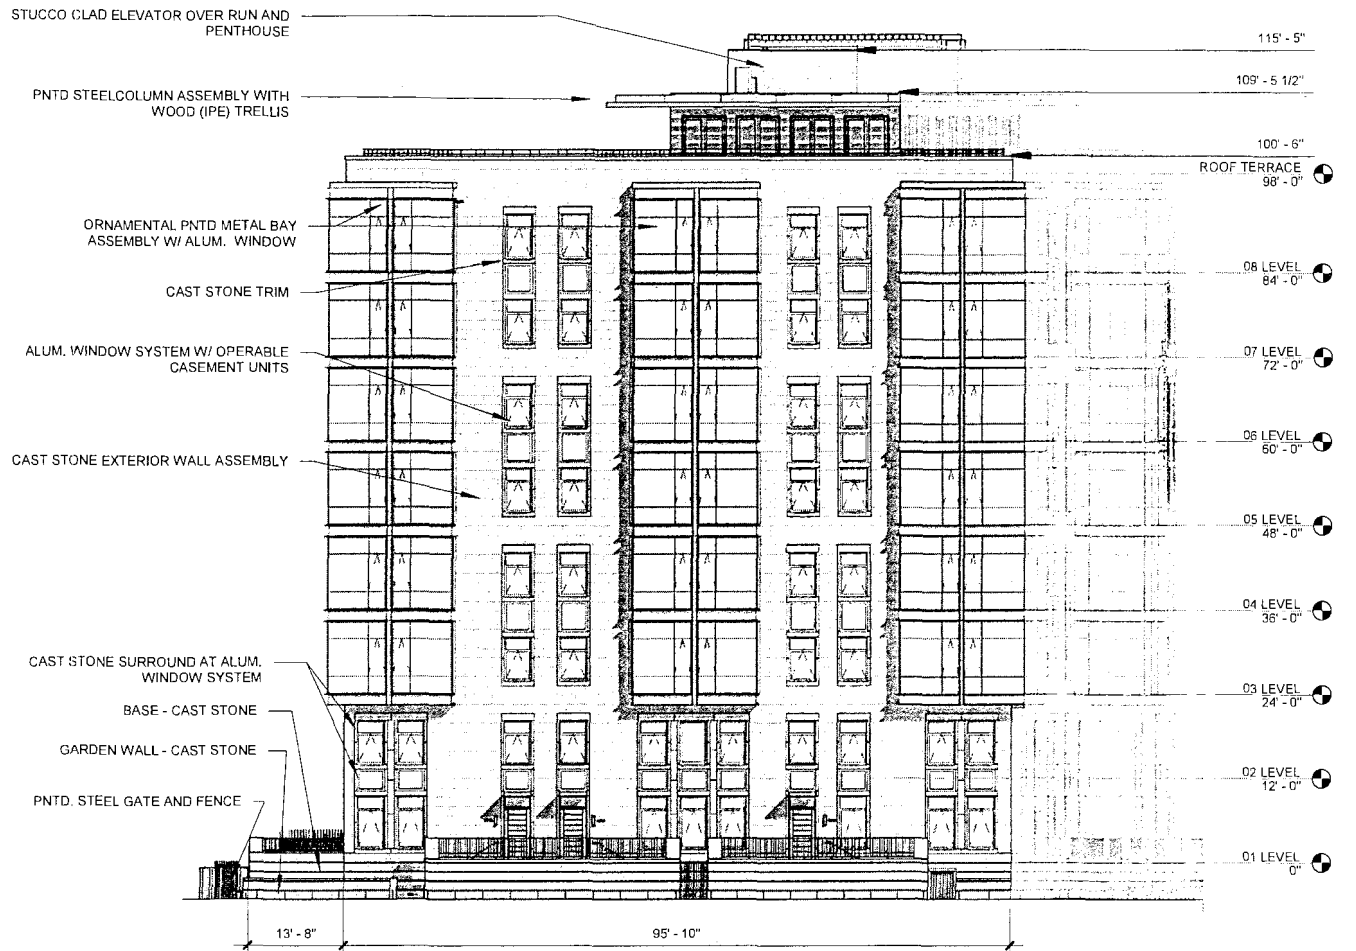 STUCCO CLAD ELEVATOR OVER RUN AND
PENTHOUSE
PNTD STEELCOLUMN ASSEMBLY WITH
WOOD (IPE) TRELLIS
ORNAMENTAL PNTD METAL BAY
ASSEMBLY W/ ALUM. WINDOW
CAST STONE TRIM
ALUM. WINDOW SYSTEM W/ OPERABLE
CASEMENT UNITS
CAST STONE EXTERIOR WALL ASSEMBLY
CAST STONE SURROUND AT ALUM.
WINDOW SYSTEM
BASE - CAST STONE
GARDEN WALL - CAST STONE
PNTD. STEEL GATE AND FENCE
115' - 5"
109' - 5 1/2"
100' - 6"
ROOF TERRACE
98' - 0"
08 LEVEL
84' - 0"
07 LEVEL
72' - 0"
06 LEVEL
60' - 0"
05 LEVEL
48' - 0"
04 LEVEL
36' - 0"
03 LEVEL
24' - 0"
02 LEVEL
12' - 0"
01 LEVEL
0"
13' - 8"
95' - 10"